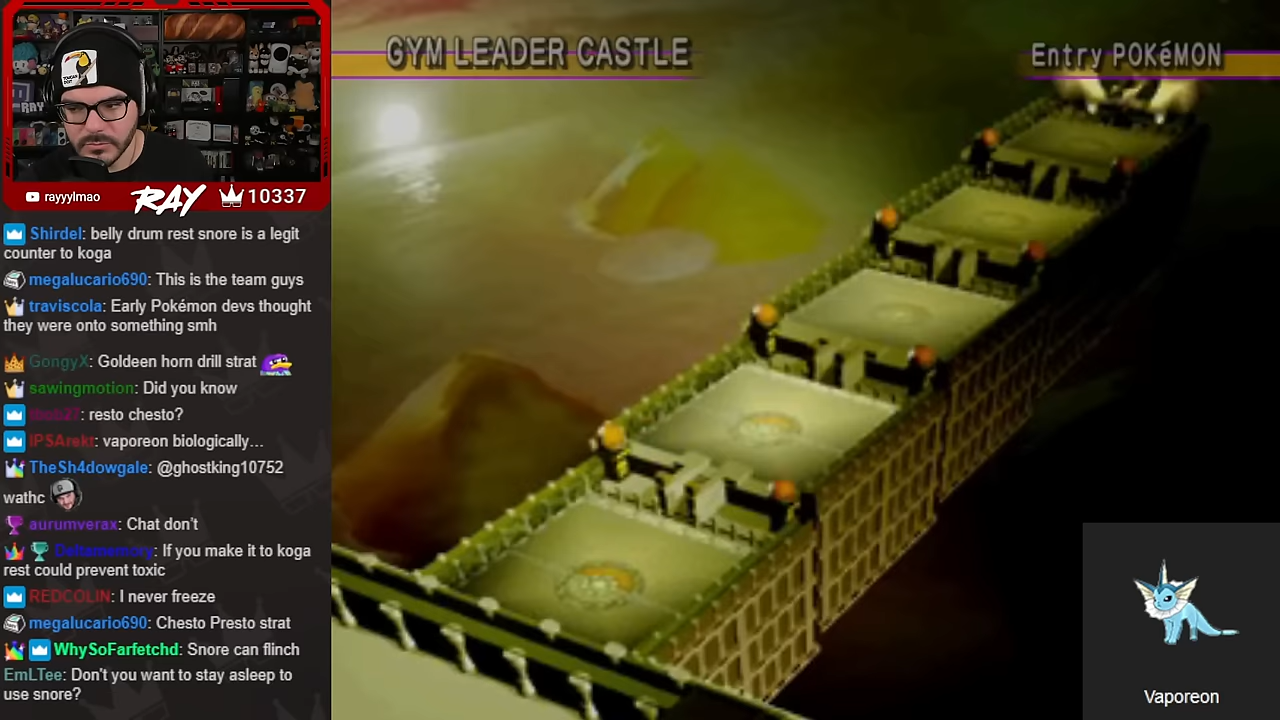 GYM LEADER CASTLE
Entry POKéMON
RAY
rayyylmao
RAY
10337
Shirdel: belly drum rest snore is a legit
counter to koga
megalucario690: This is the team guys
traviscola: Early Pokémon devs thought
they were onto something smh
GongyX: Goldeen horn drill strat
sawingmotion: Did you know
: resto chesto?
IPSArekt: vaporeon biologically…
TheSh4dowgale: @ghostking10752
wathc
aurumverax: Chat don't
Deltamemory: If you make it to koga
rest could prevent toxic
REDCOLIN: I never freeze
megalucario690: Chesto Presto strat
WhySoFarfetchd: Snore can flinch
EmLTee: Don't you want to stay asleep to
use snore?
Vaporeon